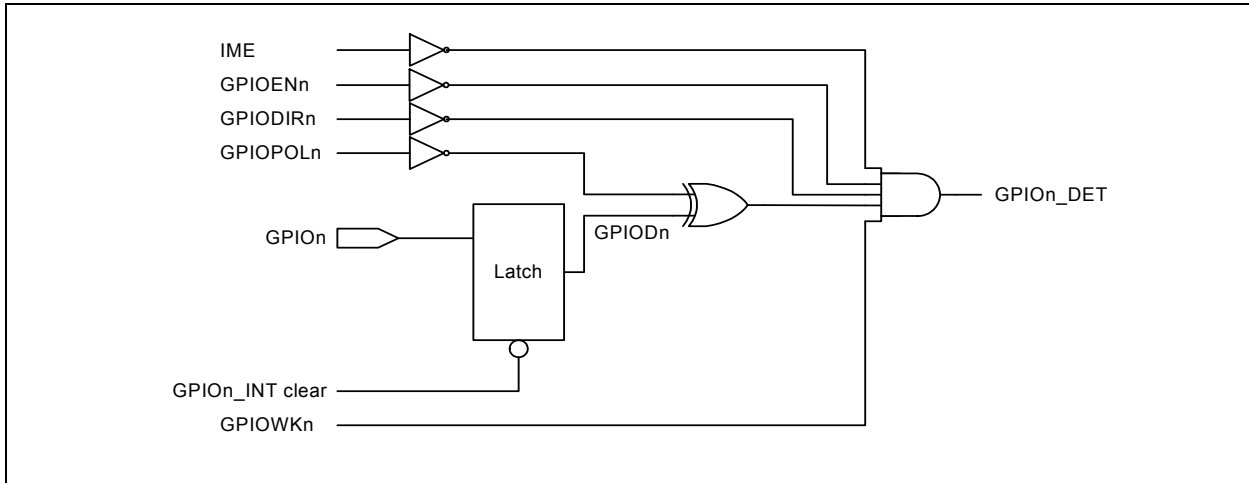 IME
GPIOENn
GPIODIRn
GPIOPOLn
GPIOn_DET
GPIODn
GPIOn
Latch
GPIOn_INT clear
GPIOWKn